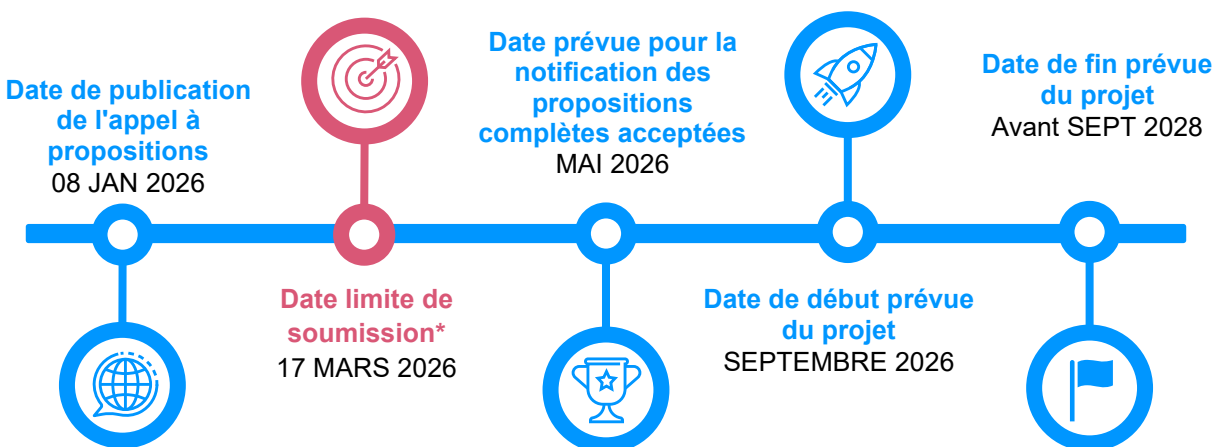 Date de publication
de l'appel à
propositions
08 JAN 2026
Date limite de
soumission*
17 MARS 2026
Date prévue pour la
notification des
propositions
complètes acceptées
MAI 2026
Date de début prévue
du projet
SEPTEMBRE 2026
Date de fin prévue
du projet
Avant SEPT 2028